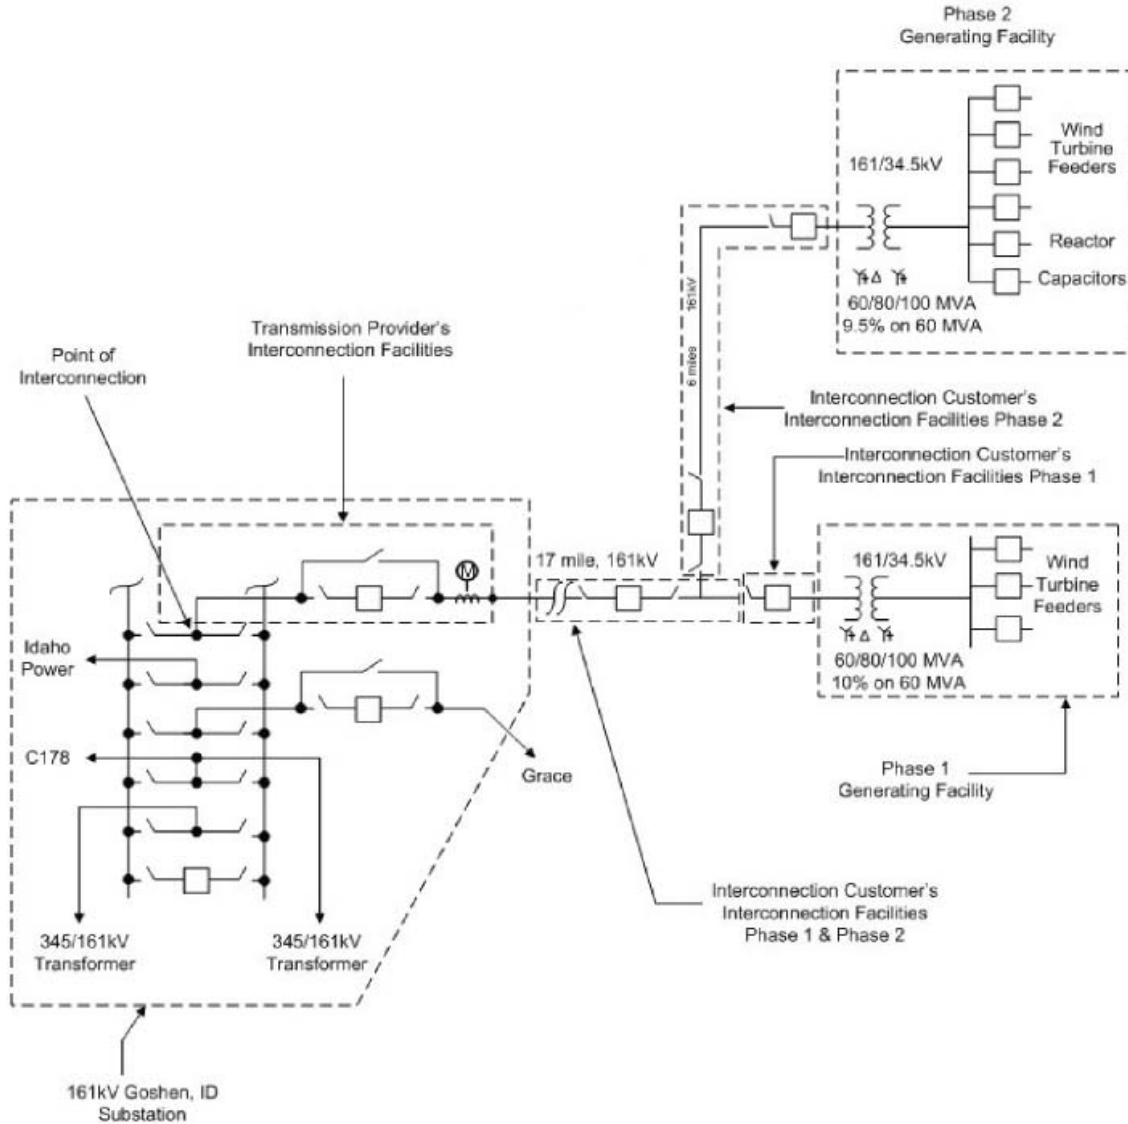 Phase 2
Generating Facility
161/34.5kV
Wind
Turbine
Feeders
Reactor
Capacitors
60/80/100 MVA
9.5% on 60 MVA
161kV
6 miles
Transmission Provider's
Interconnection Facilities
Point of
Interconnection
Interconnection Customer's
Interconnection Facilities Phase 2
Interconnection Customer's
Interconnection Facilities Phase 1
17 mile, 161kV
M
161/34.5kV
Wind
Turbine
Feeders
60/80/100 MVA
10% on 60 MVA
Idaho
Power
C178
Grace
Phase 1
Generating Facility
Interconnection Customer's
Interconnection Facilities
Phase 1 & Phase 2
345/161kV
Transformer
345/161kV
Transformer
161kV Goshen, ID
Substation